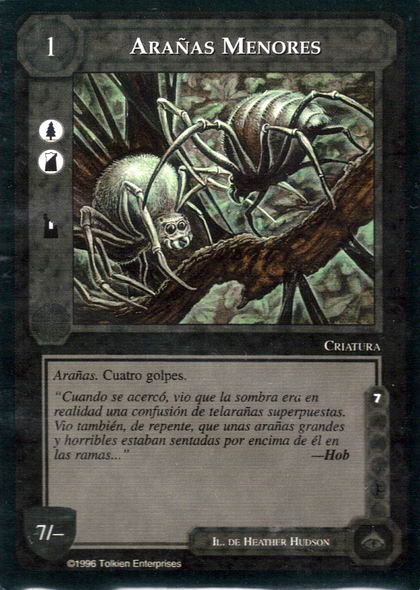 1
ARAÑAS MENORES
CRIATURA
Arañas. Cuatro golpes.
7
“Cuando se acercó, vio que la sombra era en
realidad una confusión de telarañas superpuestas.
Vio también, de repente, que unas arañas grandes
y horribles estaban sentadas por encima de él en
las ramas...” —Hob
7/–
IL. DE HEATHER HUDSON
©1996 Tolkien Enterprises